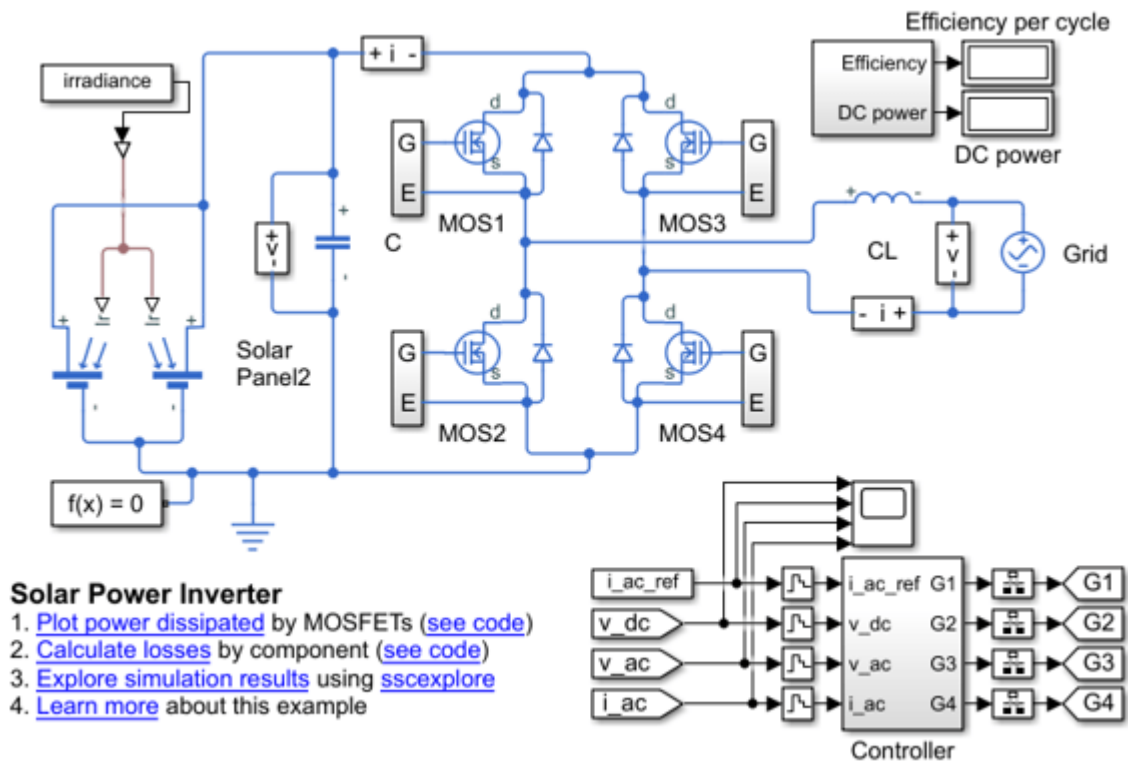 Efficiency per cycle
+ i -
irradiance
Efficiency
DC power
DC power
d
d
G
G
s
s
E
E
MOS1
MOS3
+
-
+
+ v -
C
-
CL
+ v -
Grid
- i +
+
+
Ir
Ir
-
-
Solar
Panel2
d
d
G
G
s
s
E
E
MOS2
MOS4
f(x) = 0
Solar Power Inverter
1. Plot power dissipated by MOSFETs (see code)
2. Calculate losses by component (see code)
3. Explore simulation results using sscexplore
4. Learn more about this example
i_ac_ref
i_ac_ref
G1
G1
v_dc
v_dc
G2
G2
v_ac
v_ac
G3
G3
i_ac
i_ac
G4
G4
Controller